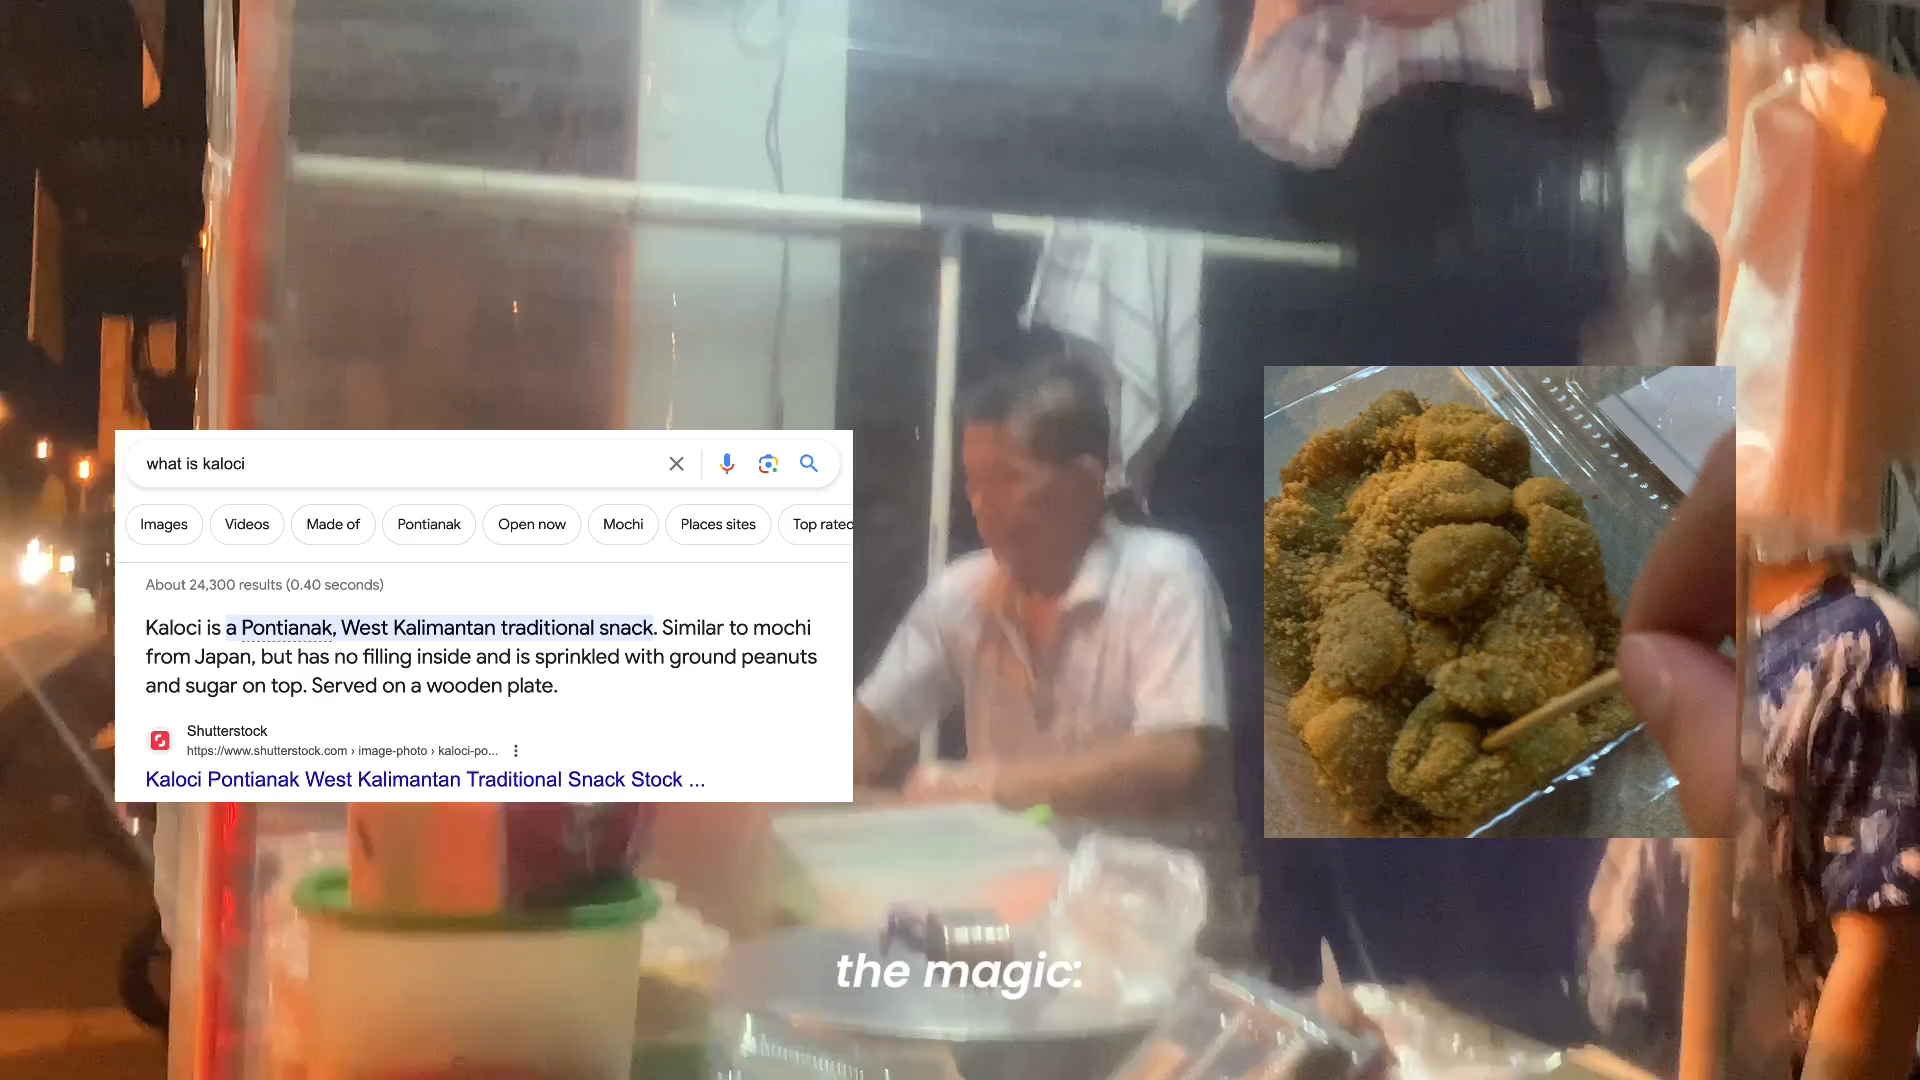 what is kaloci
Images
Videos
Made of
Pontianak
Open now
Mochi
Places sites
Top rated
About 24,300 results (0.40 seconds)
Kaloci is a Pontianak, West Kalimantan traditional snack. Similar to mochi
from Japan, but has no filling inside and is sprinkled with ground peanuts
and sugar on top. Served on a wooden plate.
Shutterstock
https://www.shutterstock.com › image-photo › kaloci-po...
Kaloci Pontianak West Kalimantan Traditional Snack Stock ...
the magic: